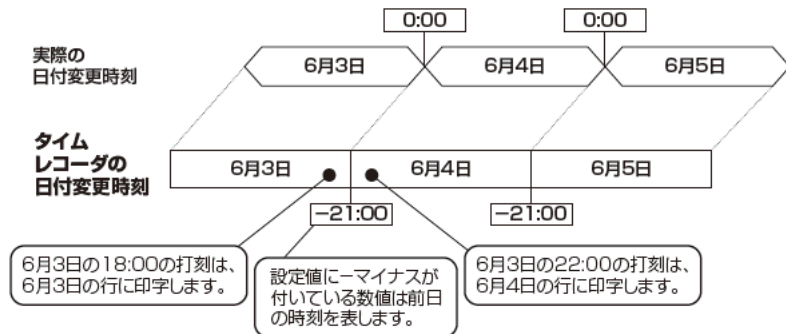 0:00
0:00
実際の
日付変更時刻
6月3日
6月4日
6月5日
タイム
レコーダの
日付変更時刻
6月3日
6月4日
6月5日
−21:00
−21:00
6月3日の18:00の打刻は、
6月3日の行に印字します。
設定値に−マイナスが
付いている数値は前日
の時刻を表します。
6月3日の22:00の打刻は、
6月4日の行に印字します。